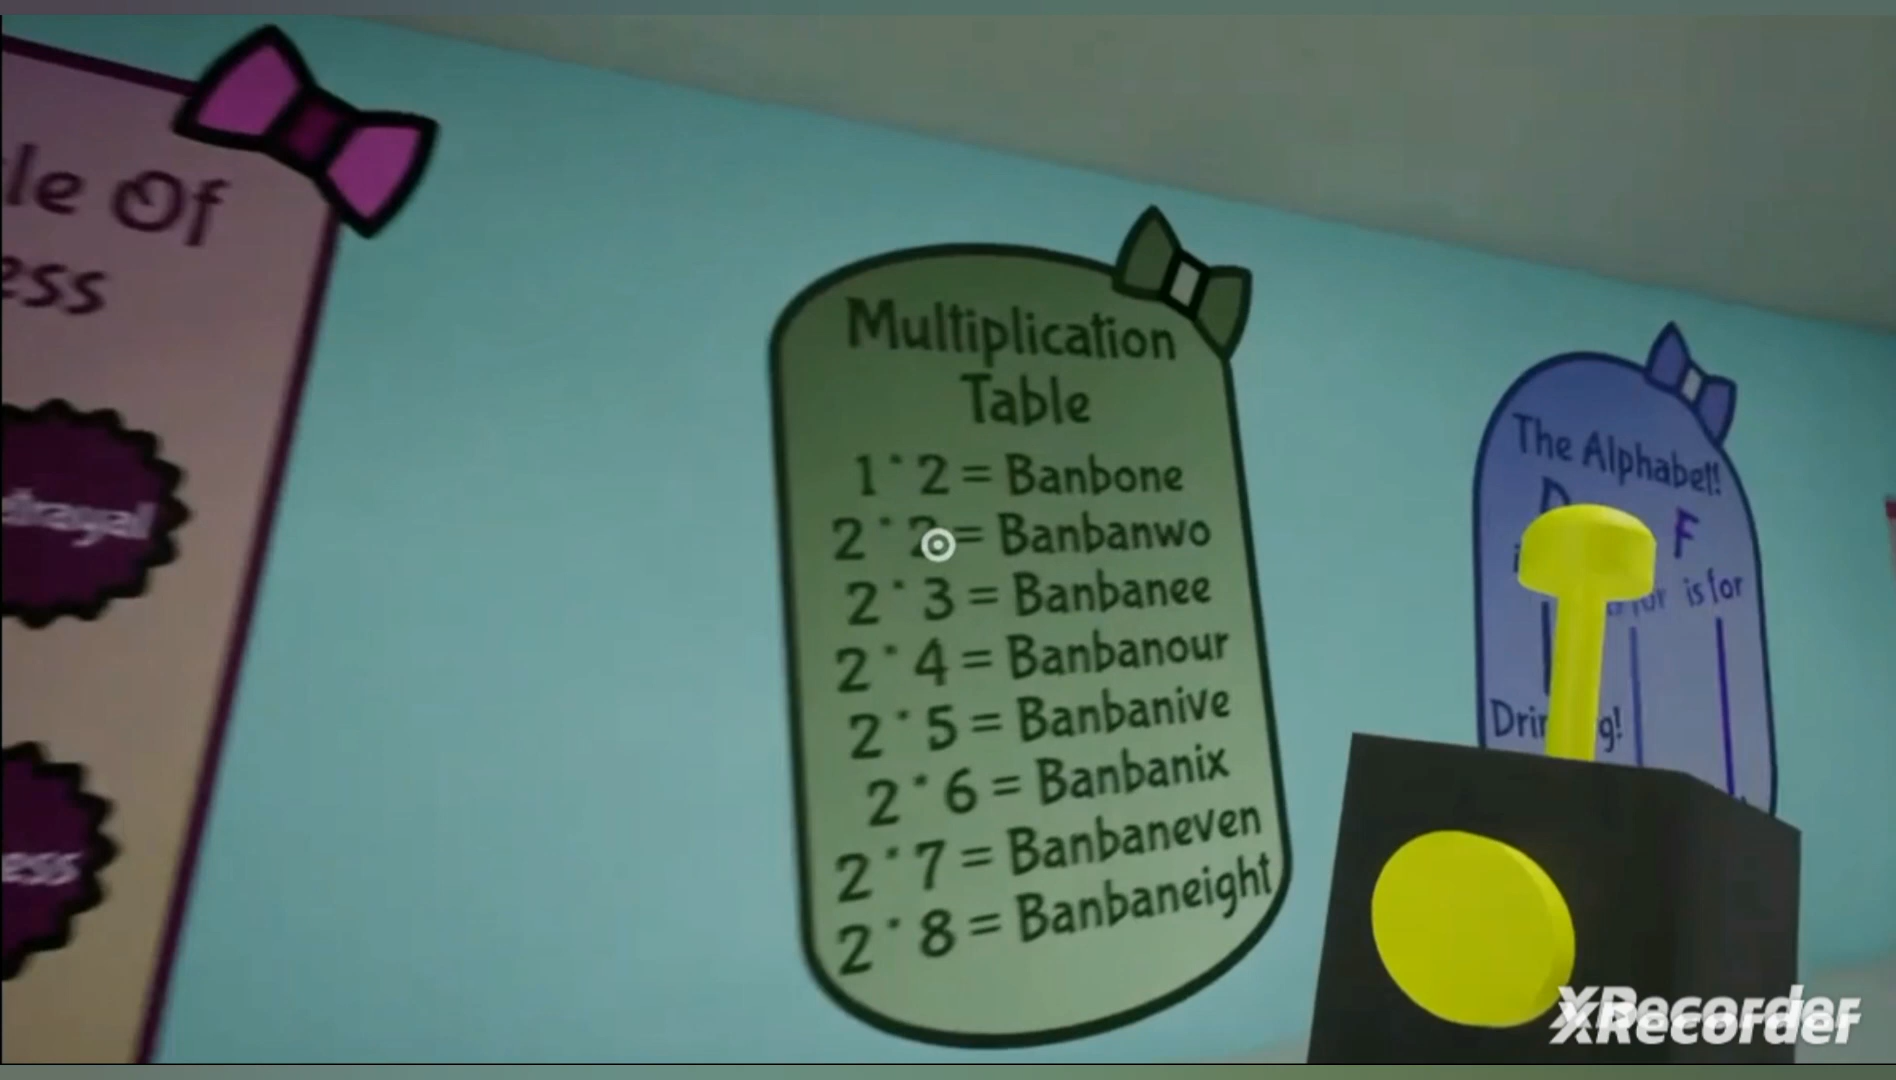 le Of
ess
ess
Multiplication
Table
1 · 2 = Banbone
2 · 2 = Banbanwo
2 · 3 = Banbanee
2 · 4 = Banbanour
2 · 5 = Banbanive
2 · 6 = Banbanix
2 · 7 = Banbaneven
2 · 8 = Banbaneight
The Alphabet!
F
is for
XRecorder